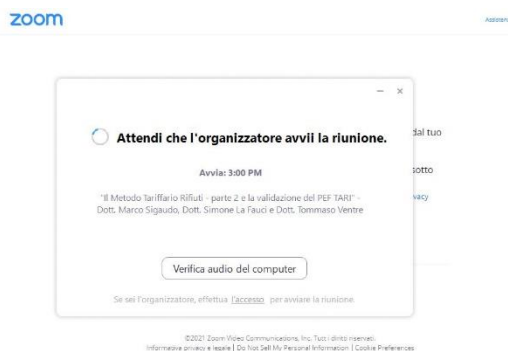 zoom
Assisten
Attendi che l'organizzatore avvii la riunione.
dal tuo
Avvia: 3:00 PM
sotto
"Il Metodo Tariffario Rifiuti - parte 2 e la validazione del PEF TARI" -
vacy
Dott. Marco Sigaudo, Dott. Simone La Fauci e Dott. Tommaso Ventre
Verifica audio del computer
Se sei l'organizzatore, effettua l'accesso per avviare la riunione.
©2021 Zoom Video Communications, Inc. Tutti i diritti riservati.
Informativa privacy e legale | Do Not Sell My Personal Information | Cookie Preferences